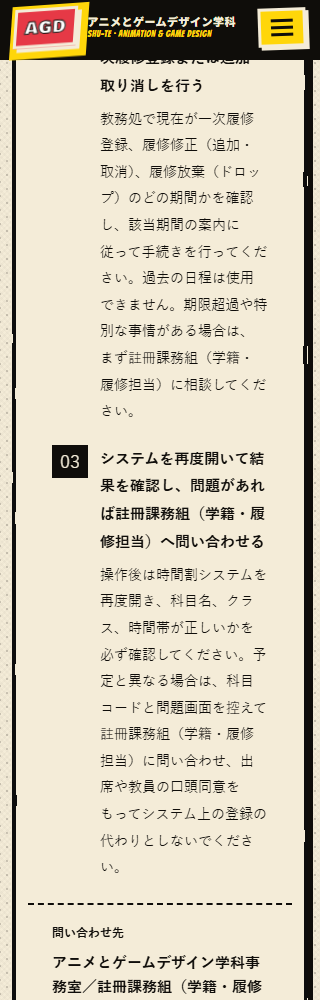 AGD
アニメとゲームデザイン学科
SHU-TE・ANIMATION & GAME DESIGN
次履修登録または追加
取り消しを行う
教務処で現在が一次履修
登録、履修修正（追加・
取消）、履修放棄（ドロッ
プ）のどの期間かを確認
し、該当期間の案内に
従って手続きを行ってくだ
さい。過去の日程は使用
できません。期限超過や特
別な事情がある場合は、
まず註冊課務組（学籍・
履修担当）に相談してくだ
さい。
03
システムを再度開いて結
果を確認し、問題があれ
ば註冊課務組（学籍・履
修担当）へ問い合わせる
操作後は時間割システムを
再度開き、科目名、クラ
ス、時間帯が正しいかを
必ず確認してください。予
定と異なる場合は、科目
コードと問題画面を控えて
註冊課務組（学籍・履修
担当）に問い合わせ、出
席や教員の口頭同意を
もってシステム上の登録の
代わりとしないでくださ
い。
問い合わせ先
アニメとゲームデザイン学科事
務室／註冊課務組（学籍・履修